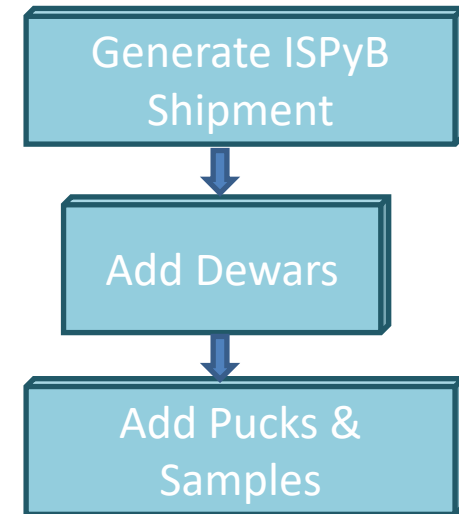 Generate ISPyB
Shipment
Add Dewars
Add Pucks &
Samples